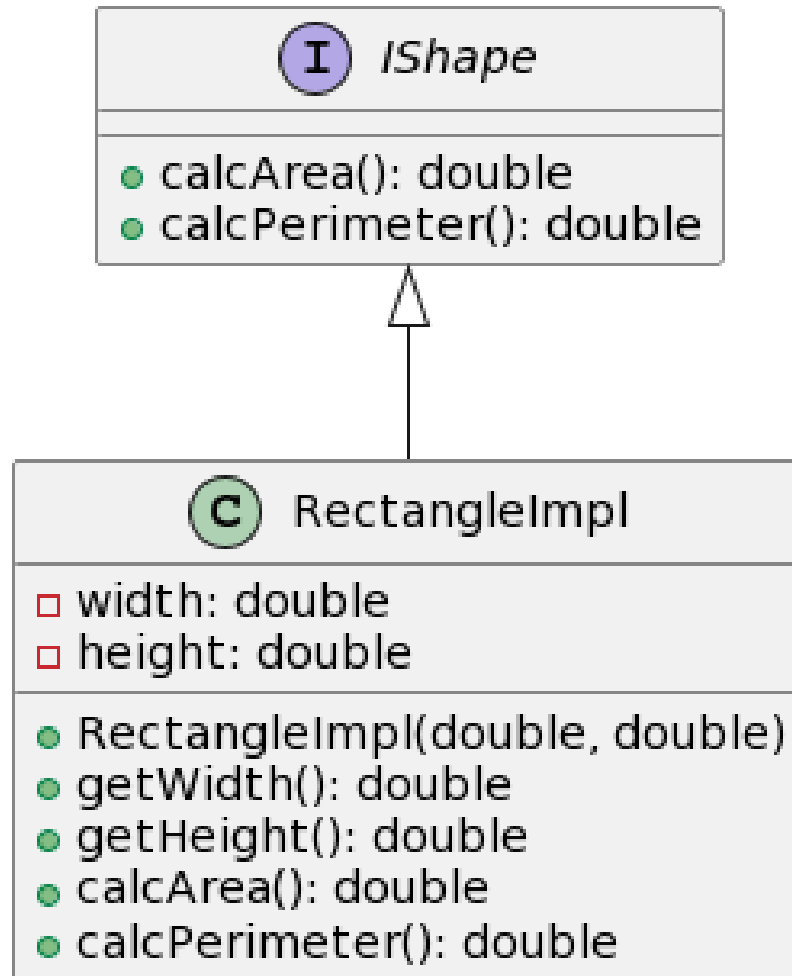 I IShape
calcArea(): double
calcPerimeter(): double
C RectangleImpl
width: double
height: double
RectangleImpl(double, double)
getWidth(): double
getHeight(): double
calcArea(): double
calcPerimeter(): double